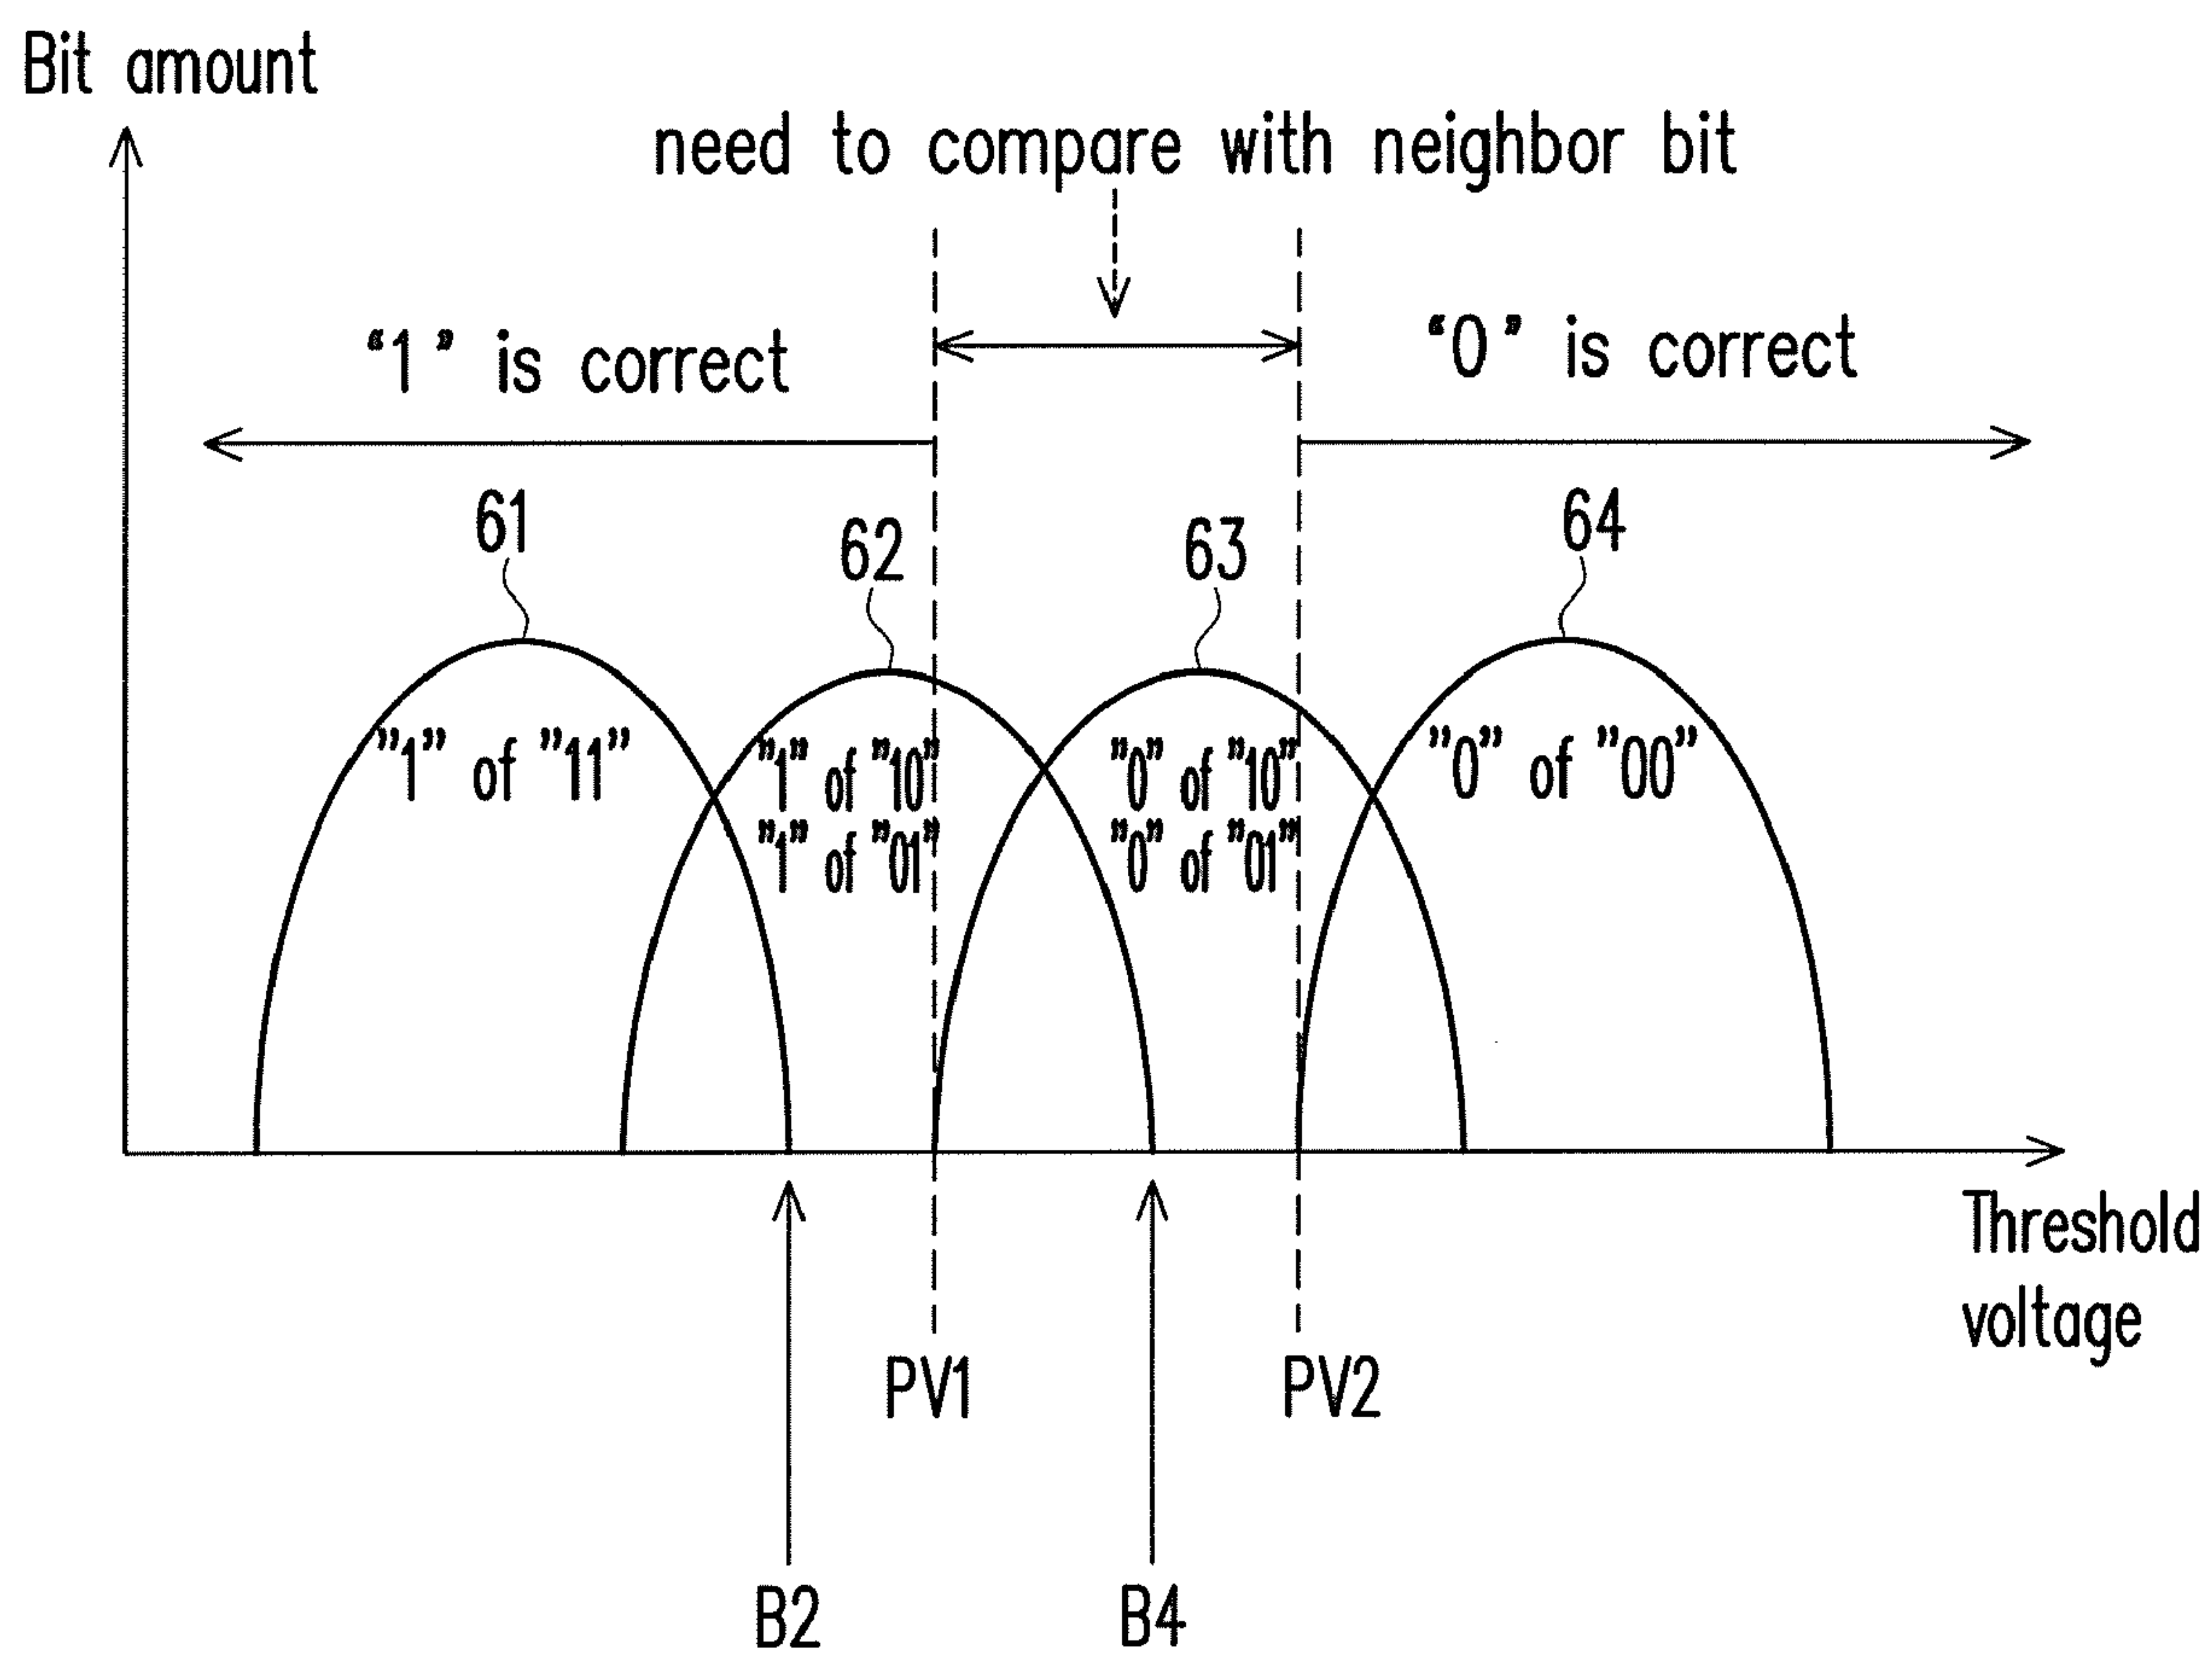 Bit amount
need to compare with neighbor bit
“1” is correct
“0” is correct
61
62
63
64
”1” of ”11”
”1” of ”10”
”1” of ”01”
”0” of ”10”
”0” of ”01”
”0” of ”00”
Threshold
voltage
PV1
PV2
B2
B4